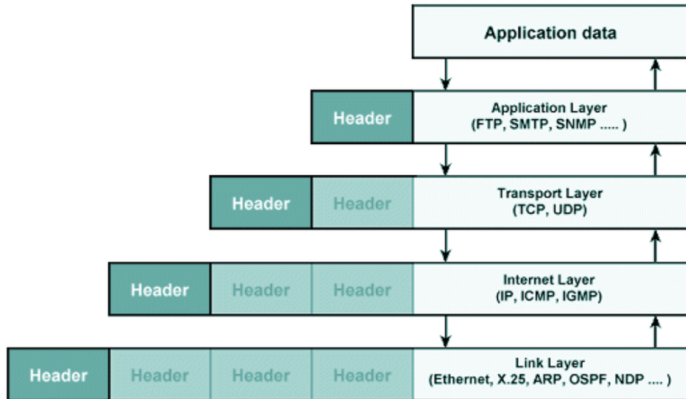 Application data
Header
Application Layer
(FTP, SMTP, SNMP ..... )
Header
Header
Transport Layer
(TCP, UDP)
Header
Header
Header
Internet Layer
(IP, ICMP, IGMP)
Header
Header
Header
Header
Link Layer
(Ethernet, X.25, ARP, OSPF, NDP .... )